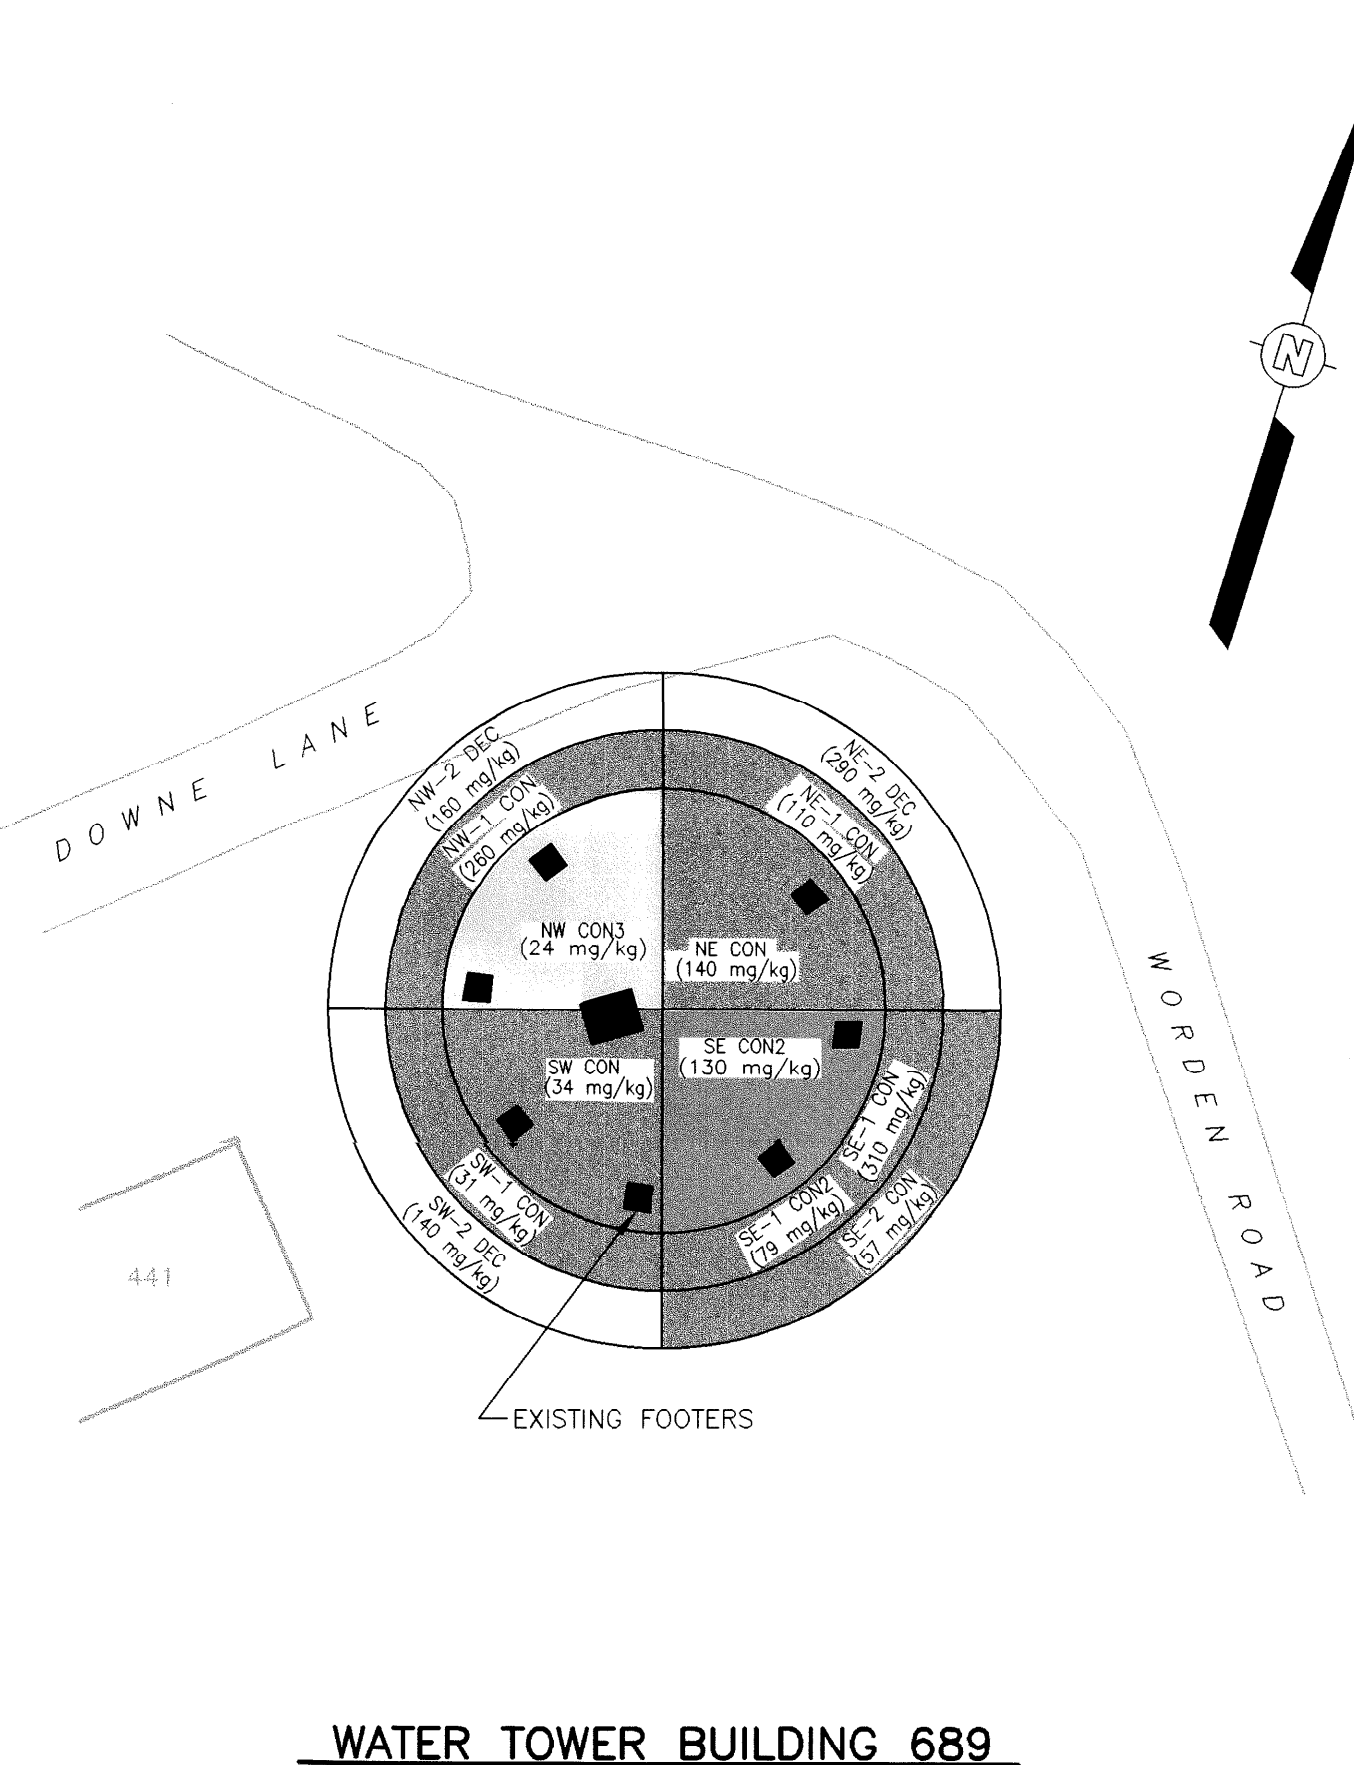 N
DOWNE LANE
NW-2 DEC
(160 mg/kg)
NW-1 CON
(260 mg/kg)
NE-2 DEC
(290 mg/kg)
NE-1 CON
(110 mg/kg)
NW CON3
(24 mg/kg)
NE CON
(140 mg/kg)
WORDEN ROAD
SW CON
(34 mg/kg)
SE CON2
(130 mg/kg)
SE-1 CON
(310 mg/kg)
SW-1 CON
(31 mg/kg)
SW-2 DEC
(140 mg/kg)
SE-1 CON2
(79 mg/kg)
SE-2 CON
(57 mg/kg)
441
EXISTING FOOTERS
WATER TOWER BUILDING 689